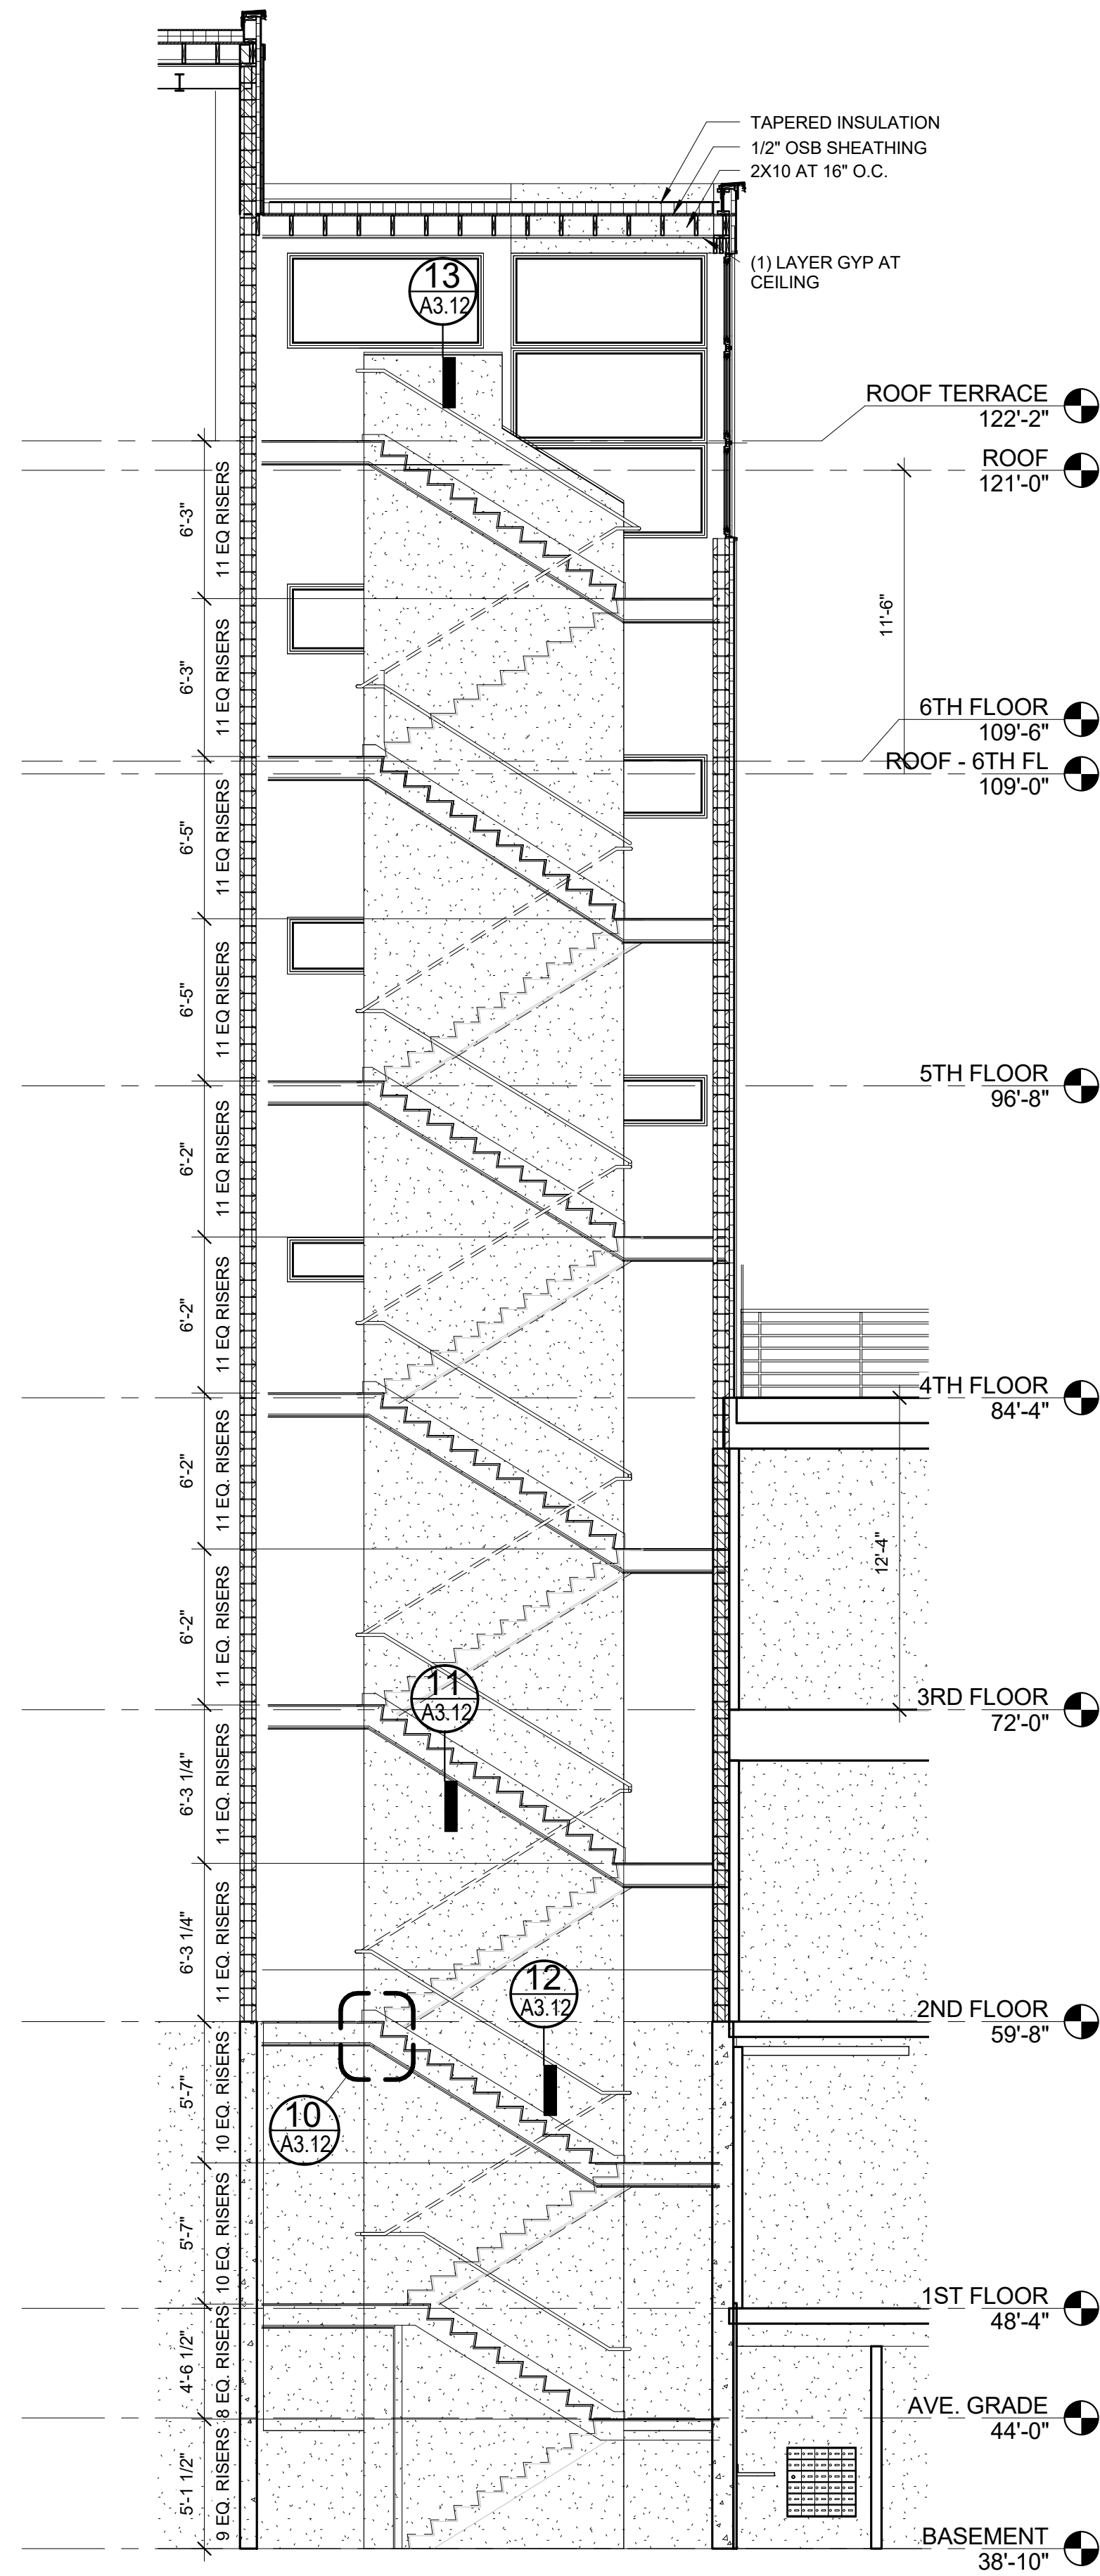 TAPERED INSULATION
1/2" OSB SHEATHING
2X10 AT 16" O.C.
(1) LAYER GYP AT
CEILING
13
A3.12
ROOF TERRACE
122'-2"
ROOF
121'-0"
6'-3"
11 EQ RISERS
11'-6"
6'-3"
11 EQ RISERS
6TH FLOOR
109'-6"
ROOF - 6TH FL
109'-0"
6'-5"
11 EQ RISERS
6'-5"
11 EQ RISERS
5TH FLOOR
96'-8"
6'-2"
11 EQ RISERS
6'-2"
11 EQ RISERS
4TH FLOOR
84'-4"
6'-2"
11 EQ. RISERS
12'-4"
6'-2"
11 EQ. RISERS
11
A3.12
3RD FLOOR
72'-0"
6'-3 1/4"
11 EQ. RISERS
6'-3 1/4"
11 EQ. RISERS
12
A3.12
2ND FLOOR
59'-8"
5'-7"
10 EQ. RISERS
10
A3.12
5'-7"
10 EQ. RISERS
1ST FLOOR
48'-4"
4'-6 1/2"
8 EQ. RISERS
AVE. GRADE
44'-0"
5'-1 1/2"
9 EQ. RISERS
BASEMENT
38'-10"